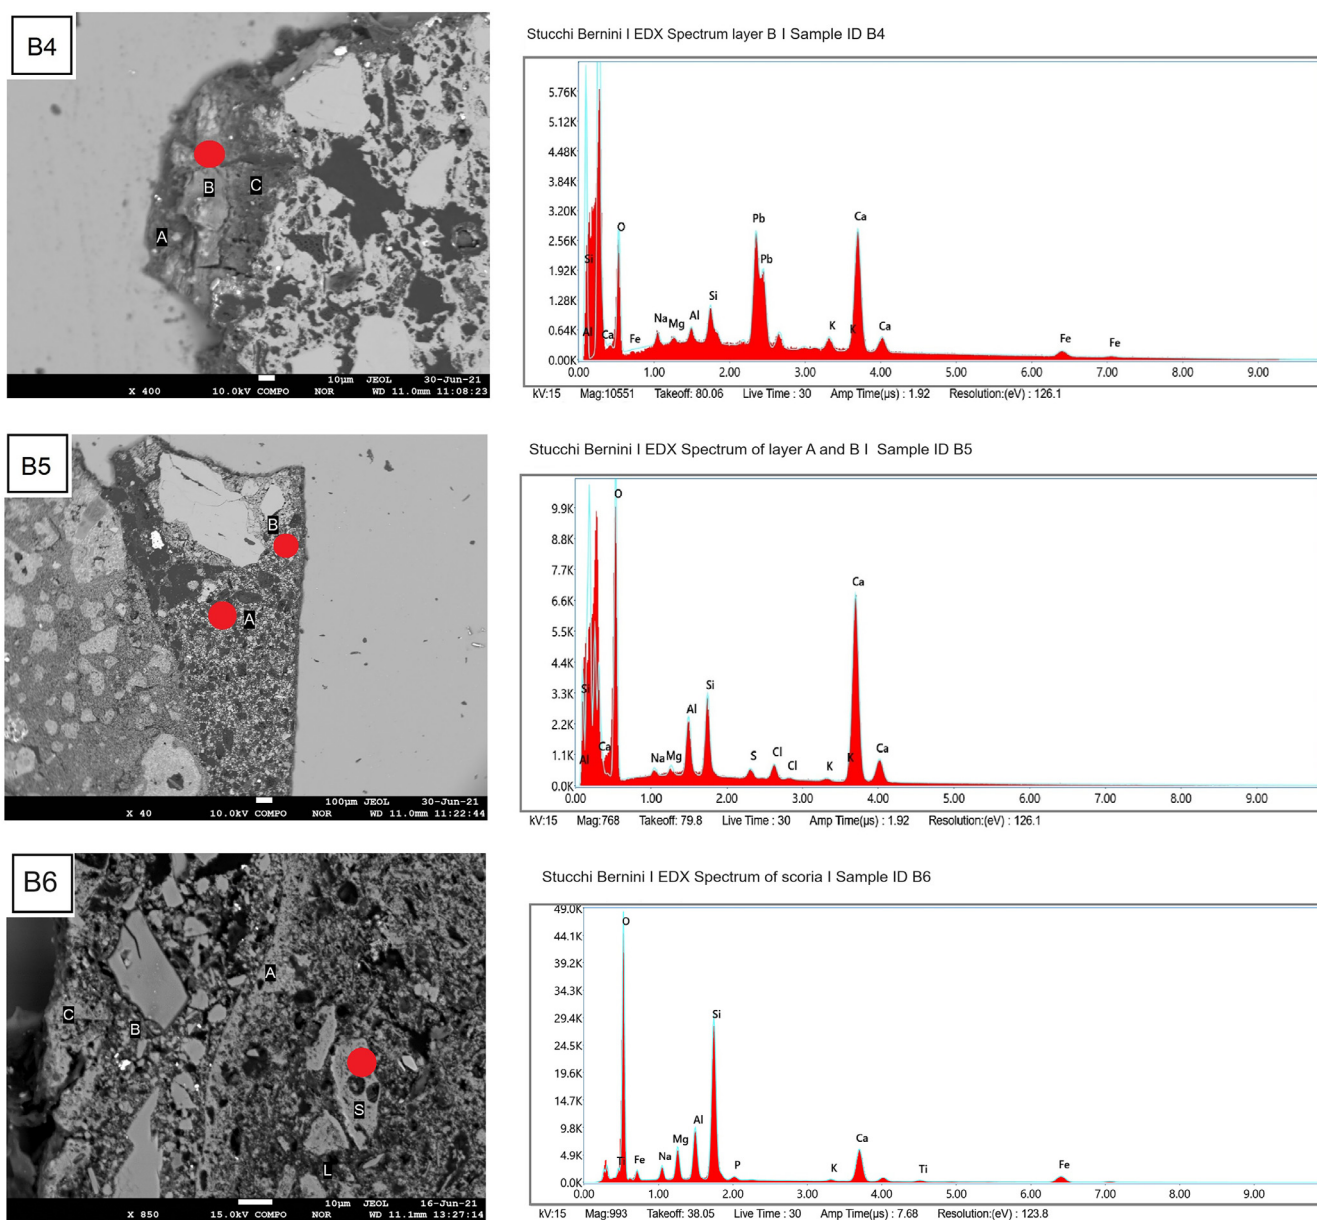 B4
A
B
C
10µm JEOL 30-Jun-21
X 400 10.0kV COMPO NOR WD 11.0mm 11:08:23
Stucchi Bernini I EDX Spectrum layer B I Sample ID B4
5.76K
5.12K
4.48K
3.84K
3.20K
2.56K
1.92K
1.28K
0.64K
0.00K
Si
Al
Ca
O
Fe
Na
Mg
Al
Si
Pb
Pb
K
K
Ca
Ca
Fe
Fe
0.00 1.00 2.00 3.00 4.00 5.00 6.00 7.00 8.00 9.00
kV:15 Mag:10551 Takeoff: 80.06 Live Time : 30 Amp Time(µs) : 1.92 Resolution:(eV) : 126.1
B5
B
A
100µm JEOL 30-Jun-21
X 40 10.0kV COMPO NOR WD 11.0mm 11:22:44
Stucchi Bernini I EDX Spectrum of layer A and B I Sample ID B5
9.9K
8.8K
7.7K
6.6K
5.5K
4.4K
3.3K
2.2K
1.1K
0.0K
Si
Al
Ca
O
Na
Mg
Al
Si
S
Cl
Cl
K
K
Ca
Ca
0.00 1.00 2.00 3.00 4.00 5.00 6.00 7.00 8.00 9.00
kV:15 Mag:768 Takeoff: 79.8 Live Time : 30 Amp Time(µs) : 1.92 Resolution:(eV) : 126.1
B6
A
C
B
S
L
10µm JEOL 16-Jun-21
X 850 15.0kV COMPO NOR WD 11.1mm 13:27:14
Stucchi Bernini I EDX Spectrum of scoria I Sample ID B6
49.0K
44.1K
39.2K
34.3K
29.4K
24.5K
19.6K
14.7K
9.8K
4.9K
0.0K
O
Fe
Na
Mg
Al
Si
P
K
Ca
Ti
Fe
0.00 1.00 2.00 3.00 4.00 5.00 6.00 7.00 8.00 9.00
kV:15 Mag:993 Takeoff: 38.05 Live Time : 30 Amp Time(µs) : 7.68 Resolution:(eV) : 123.8